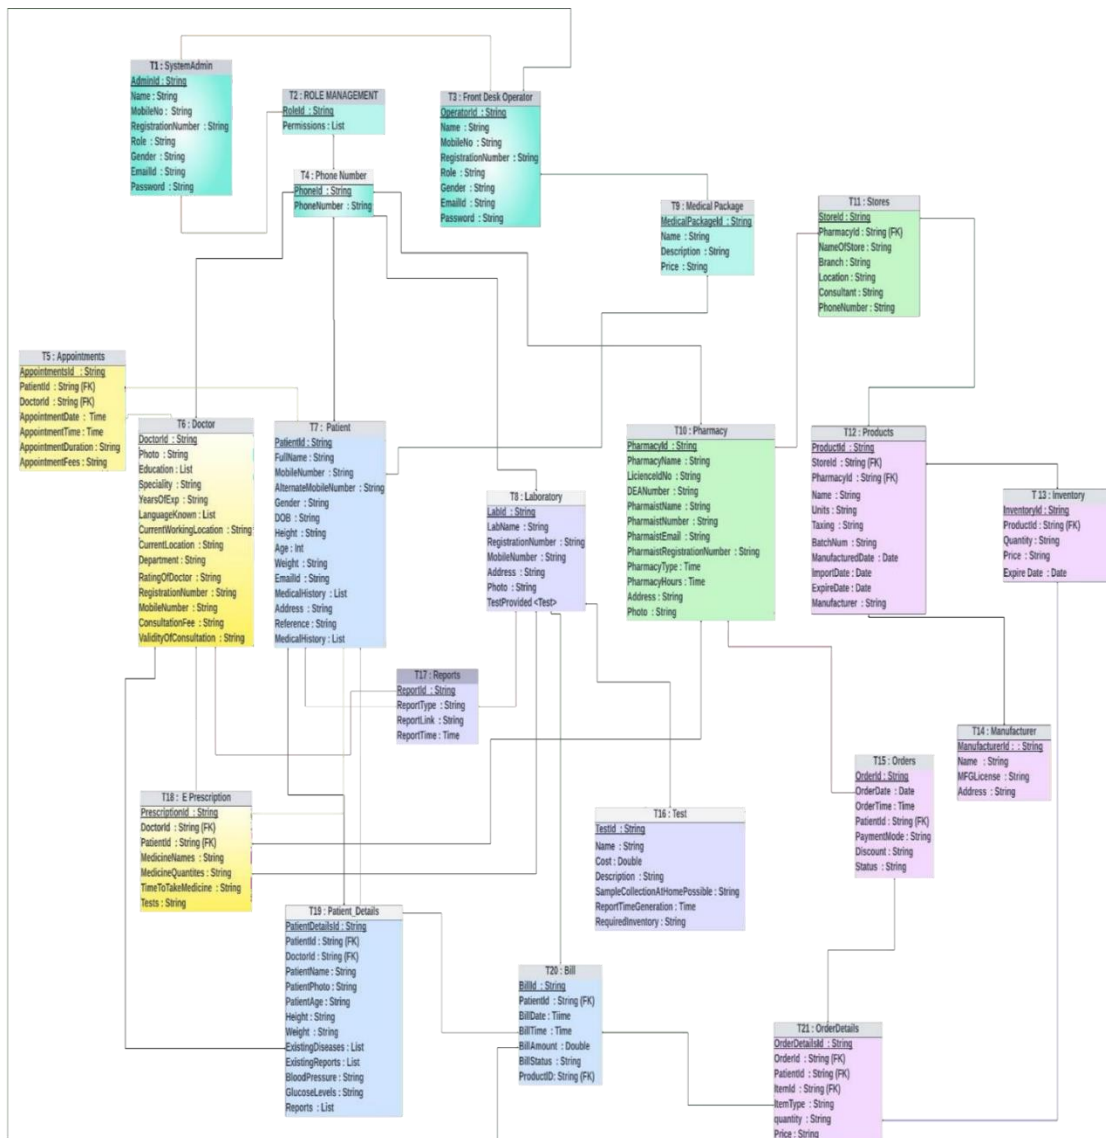 T1 : SystemAdmin
AdminId : String
Name : String
MobileNo : String
RegistrationNumber : String
Role : String
Gender : String
EmailId : String
Password : String
T2 : ROLE MANAGEMENT
RoleId : String
Permissions : List
T3 : Front Desk Operator
OperatorId : String
Name : String
MobileNo : String
RegistrationNumber : String
Role : String
Gender : String
EmailId : String
Password : String
T4 : Phone Number
PhoneId : String
PhoneNumber : String
T9 : Medical Package
MedicalPackageId : String
Name : String
Description : String
Price : String
T11 : Stores
StoreId : String
PharmacyId : String (FK)
NameOfStore : String
Branch : String
Location : String
Consultant : String
PhoneNumber : String
T5 : Appointments
AppointmentsId : String
PatientId : String (FK)
DoctorId : String (FK)
AppointmentDate : Time
AppointmentTime : Time
AppointmentDuration : String
AppointmentFees : String
T6 : Doctor
DoctorId : String
Photo : String
Education : List
Speciality : String
YearsOfExp : String
LanguageKnown : List
CurrentWorkingLocation : String
CurrentLocation : String
Department : String
RatingOfDoctor : String
RegistrationNumber : String
MobileNumber : String
ConsultationFee : String
ValidityOfConsultation : String
T7 : Patient
PatientId : String
FullName : String
MobileNumber : String
AlternateMobileNumber : String
Gender : String
DOB : String
Height : String
Age : Int
Weight : String
EmailId : String
MedicalHistory : List
Address : String
Reference : String
MedicalHistory : List
T8 : Laboratory
LabId : String
LabName : String
RegistrationNumber : String
MobileNumber : String
Address : String
Photo : String
TestProvided <Test>
T10 : Pharmacy
PharmacyId : String
PharmacyName : String
LicienceIdNo : String
DEANumber : String
PharmaistName : String
PharmaistNumber : String
PharmaistEmail : String
PharmaistRegistrationNumber : String
PharmacyType : Time
PharmacyHours : Time
Address : String
Photo : String
T12 : Products
ProductId : String
StoreId : String (FK)
PharmacyId : String (FK)
Name : String
Units : String
Taxing : String
BatchNum : String
ManufacturedDate : Date
ImportDate : Date
ExpireDate : Date
Manufacturer : String
T 13 : Inventory
InventoryId : String
ProductId : String (FK)
Quantity : String
Price : String
Expire Date : Date
T17 : Reports
ReportId : String
ReportType : String
ReportLink : String
ReportTime : Time
T14 : Manufacturer
ManufacturerId : : String
Name : String
MFGLicense : String
Address : String
T15 : Orders
OrderId : String
OrderDate : Date
OrderTime : Time
PatientId : String (FK)
PaymentMode : String
Discount : String
Status : String
T18 : E Prescription
PrescriptionId : String
DoctorId : String (FK)
PatientId : String (FK)
MedicineNames : String
MedicineQuantites : String
TimeToTakeMedicine : String
Tests : String
T16 : Test
TestId : String
Name : String
Cost : Double
Description : String
SampleCollectionAtHomePossible : String
ReportTimeGeneration : Time
RequiredInventory : String
T19 : Patient_Details
PatientDetailsId : String
PatientId : String (FK)
DoctorId : String (FK)
PatientName : String
PatientPhoto : String
PatientAge : String
Height : String
Weight : String
ExistingDiseases : List
ExistingReports : List
BloodPressure : String
GlucoseLevels : String
Reports : List
T20 : Bill
BillId : String
PatientId : String (FK)
BillDate : Tiime
BillTime : Time
BillAmount : Double
BillStatus : String
ProductID: String (FK)
T21 : OrderDetails
OrderDetailsId : String
OrderId : String (FK)
PatientId : String (FK)
ItemId : String (FK)
ItemType : String
quantity : String
Price : String